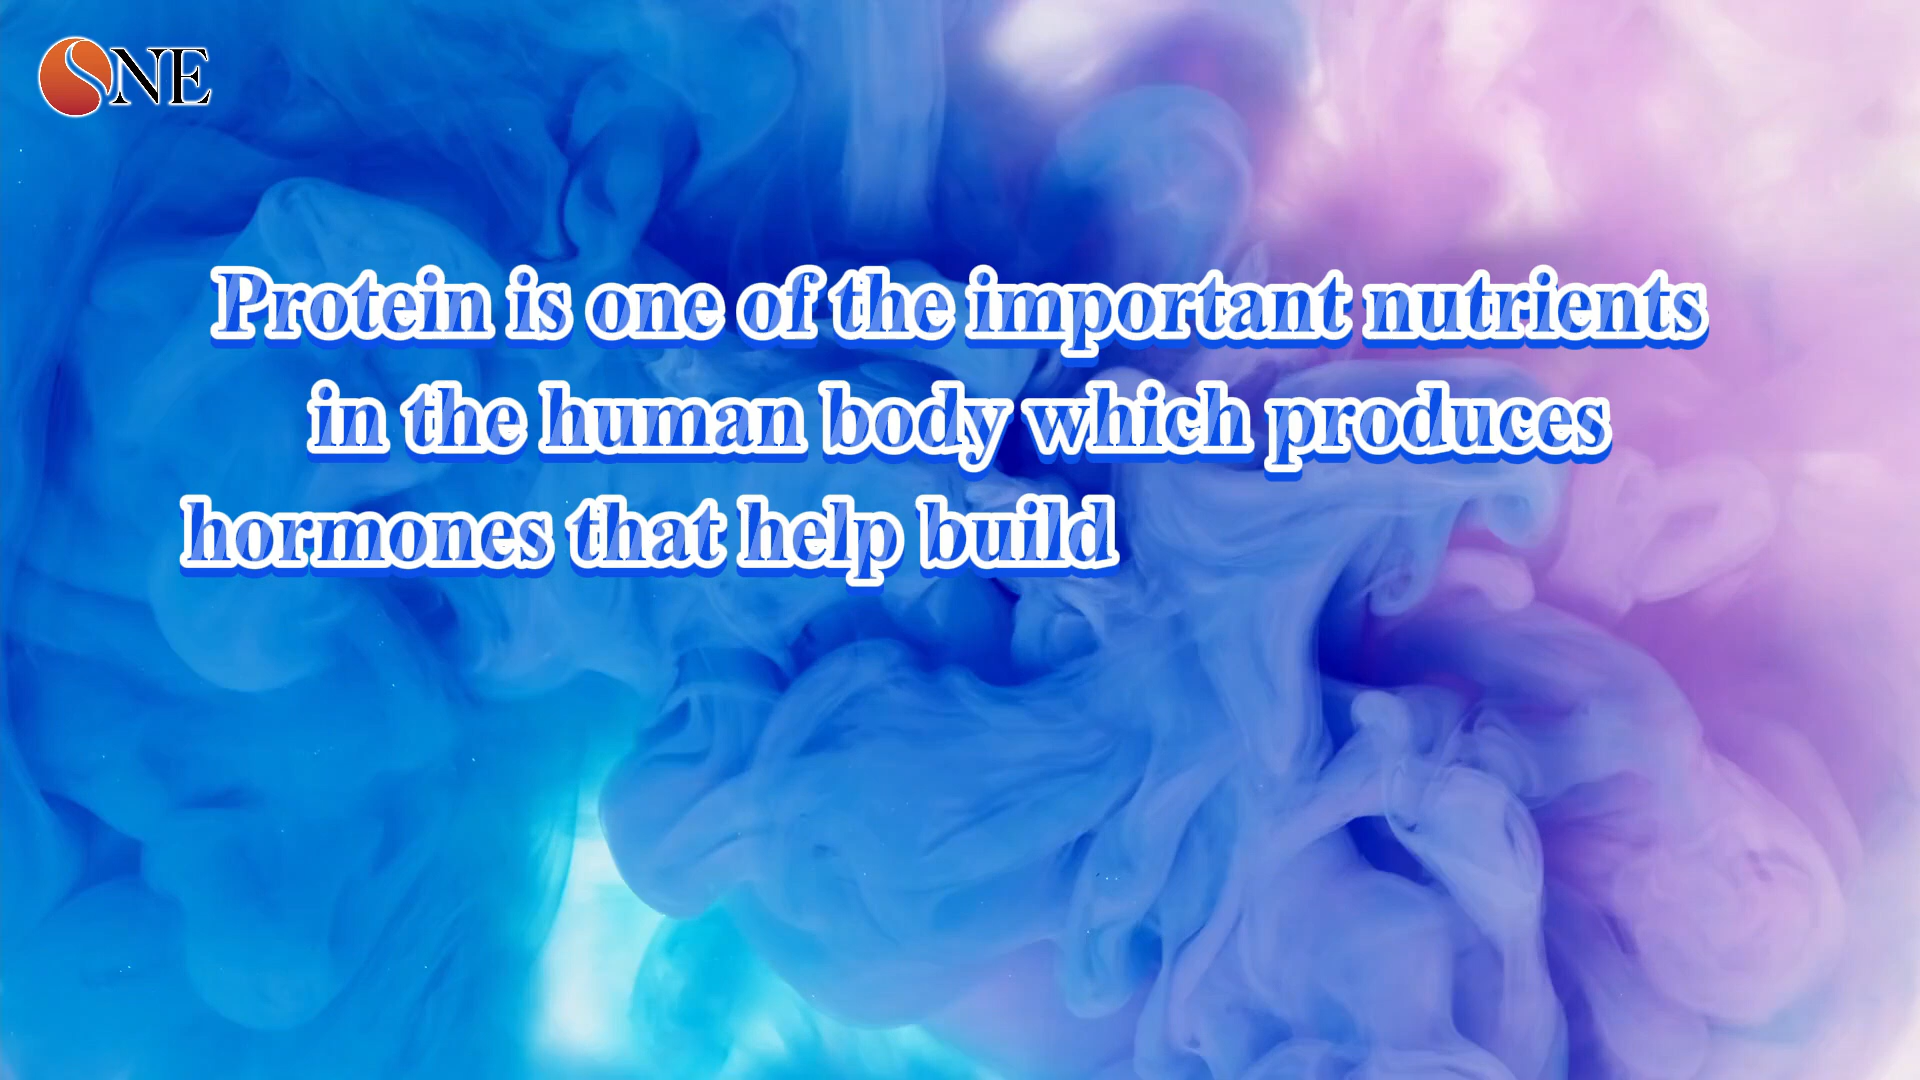 SNE
Protein is one of the important nutrients
in the human body which produces
hormones that help build